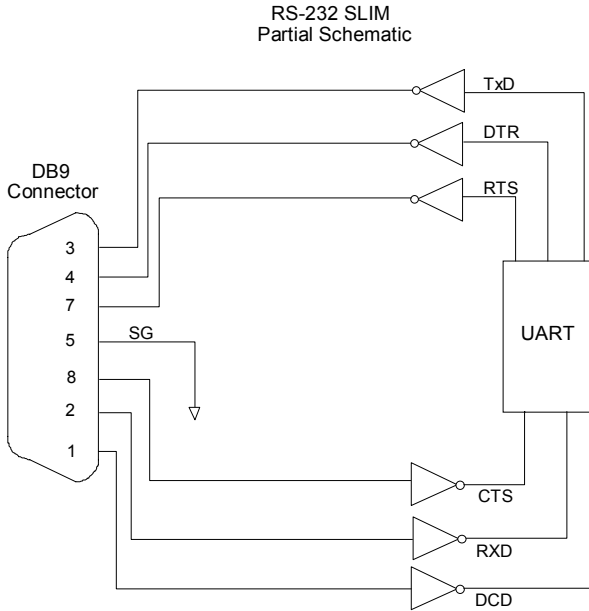 RS-232 SLIM
Partial Schematic
TxD
DTR
DB9
Connector
RTS
3
4
7
UART
5
SG
8
2
1
CTS
RXD
DCD